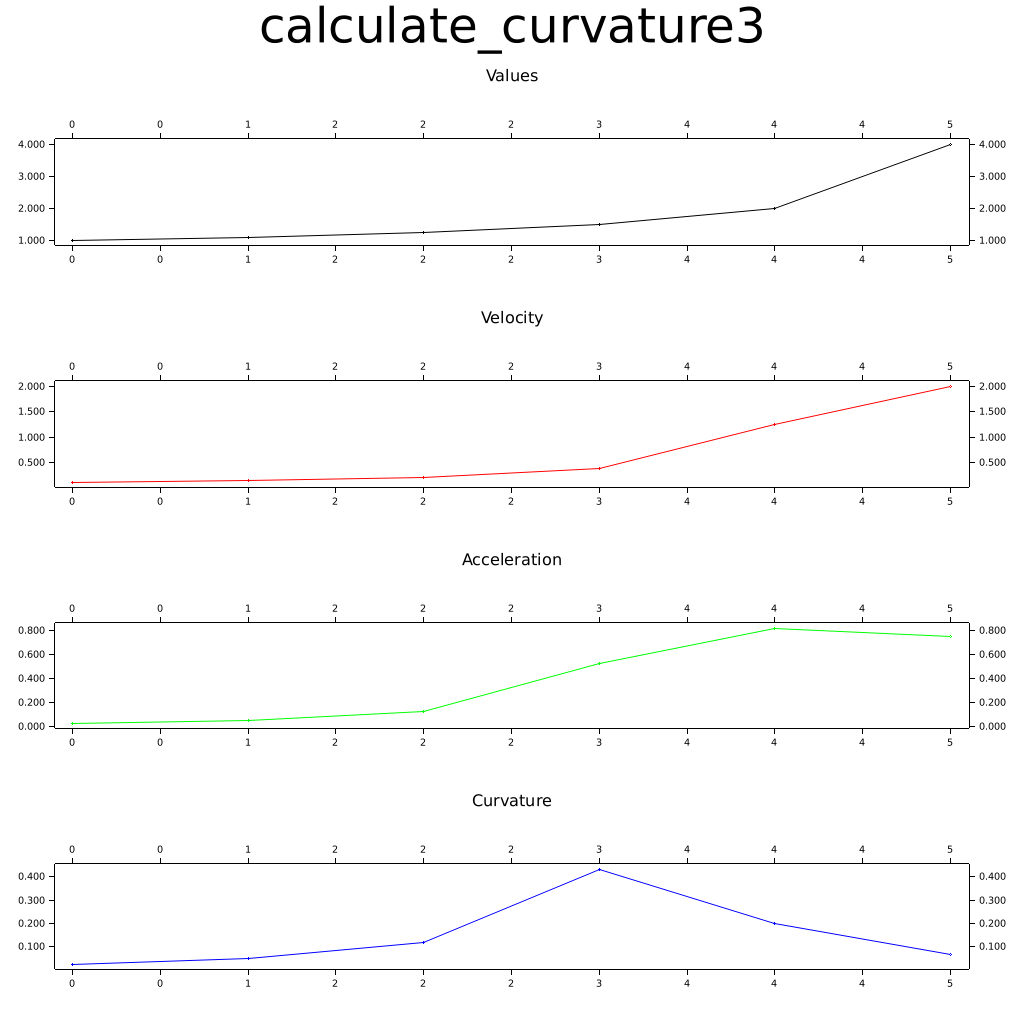 calculate_curvature3
Values
0 0 1 2 2 2 3 4 4 4 5
4.000 4.000
3.000 3.000
2.000 2.000
1.000 1.000
0 0 1 2 2 2 3 4 4 4 5
Velocity
0 0 1 2 2 2 3 4 4 4 5
2.000 2.000
1.500 1.500
1.000 1.000
0.500 0.500
0 0 1 2 2 2 3 4 4 4 5
Acceleration
0 0 1 2 2 2 3 4 4 4 5
0.800 0.800
0.600 0.600
0.400 0.400
0.200 0.200
0.000 0.000
0 0 1 2 2 2 3 4 4 4 5
Curvature
0 0 1 2 2 2 3 4 4 4 5
0.400 0.400
0.300 0.300
0.200 0.200
0.100 0.100
0 0 1 2 2 2 3 4 4 4 5